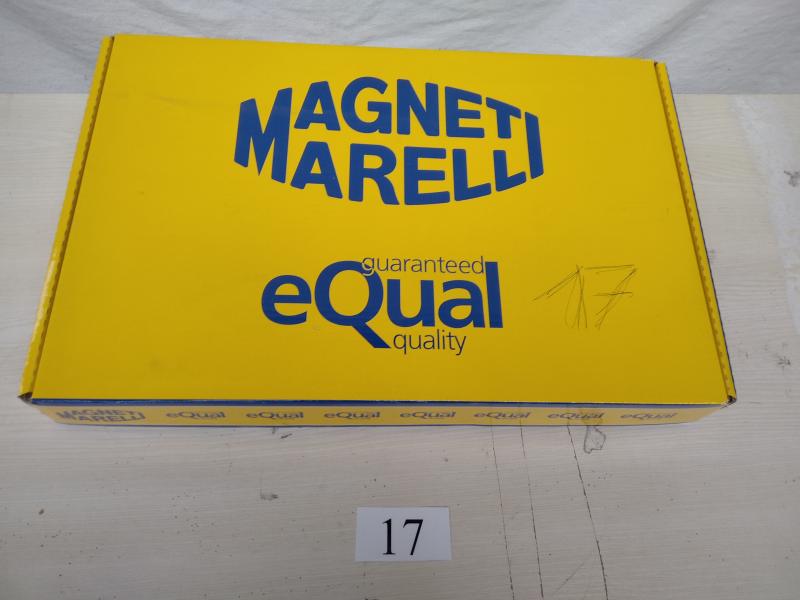 MAGNETI
MARELLI
guaranteed
eQual
quality
17
MAGNETI
MARELLI
eQual eQual eQual eQual eQual eQual eQual
17